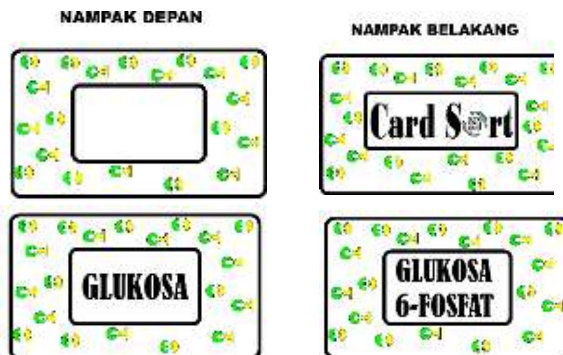 NAMPAK DEPAN
NAMPAK BELAKANG
Card Sort
GLUKOSA
GLUKOSA
6-FOSFAT